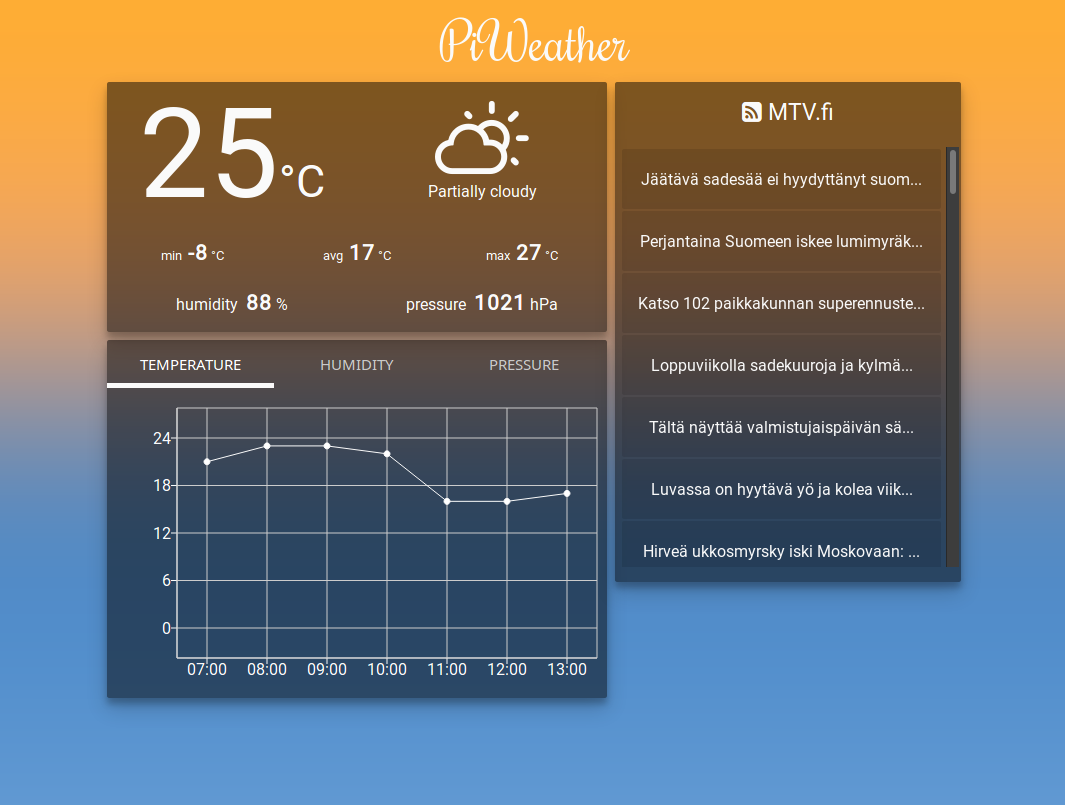 PiWeather
25 °C
Partially cloudy
min -8 °C avg 17 °C max 27 °C
humidity 88 % pressure 1021 hPa
TEMPERATURE HUMIDITY PRESSURE
24
18
12
6
0
07:00 08:00 09:00 10:00 11:00 12:00 13:00
MTV.fi
Jäätävä sadesää ei hyydyttänyt suom...
Perjantaina Suomeen iskee lumimyräk...
Katso 102 paikkakunnan superennuste...
Loppuviikolla sadekuuroja ja kylmä...
Tältä näyttää valmistujaispäivän sä...
Luvassa on hyytävä yö ja kolea viik...
Hirveä ukkosmyrsky iski Moskovaan: ...